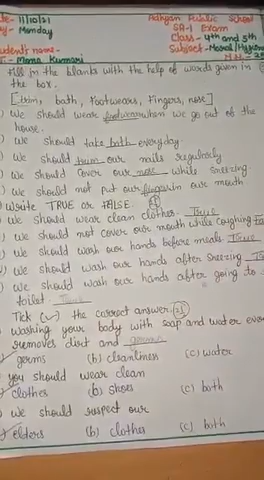 11/10/21 Adhyan Public School
Monday SA-1 Exam
Class - 4th and 5th
Student name - Subject - Moral / Hygiene
Mona Kumari
Fill in the blanks with the help of words given in
the box.
[trim, bath, footwears, fingers, nose]
We should wear footwear when we go out of the
house.
We should take bath everyday.
We should trim our nails regularly
We should cover our nose while sneezing
We should not put our fingers in our mouth
Write TRUE or FALSE.
We should wear clean clothes. True
We should not cover our mouth while coughing
We should wash our hands before meals. True
We should wash our hands after sneezing
We should wash our hands after going to
toilet True
Tick (✓) the correct answer.
Washing your body with soap and water
removes dirt and germs
germs (b) cleanliness (c) water
you should wear clean
clothes (b) shoes (c) both
we should suspect our
elders (b) clothes (c) both